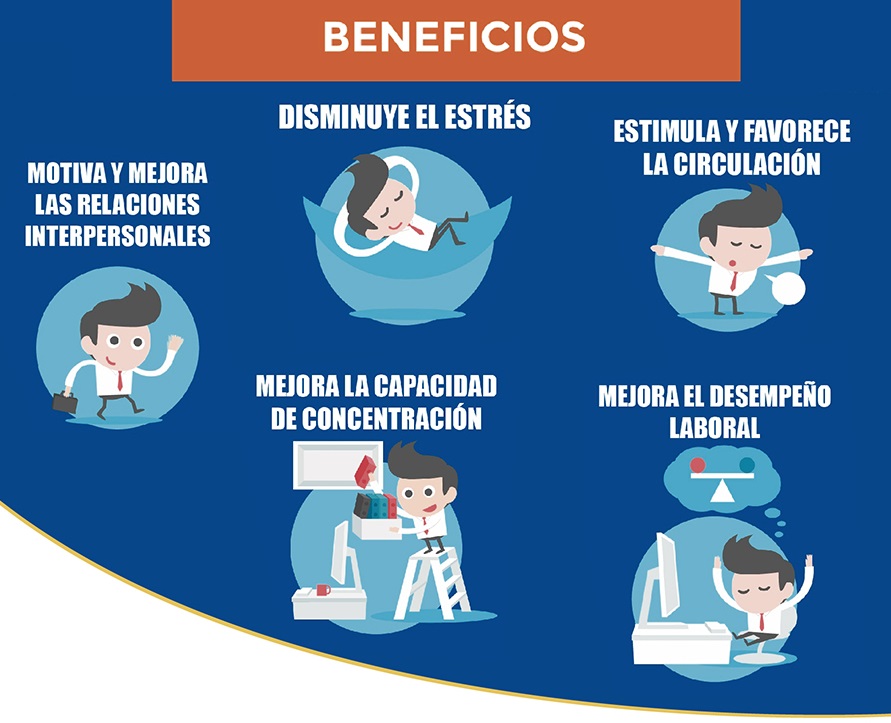 BENEFICIOS
MOTIVA Y MEJORA
LAS RELACIONES
INTERPERSONALES
DISMINUYE EL ESTRÉS
ESTIMULA Y FAVORECE
LA CIRCULACIÓN
MEJORA LA CAPACIDAD
DE CONCENTRACIÓN
MEJORA EL DESEMPEÑO
LABORAL